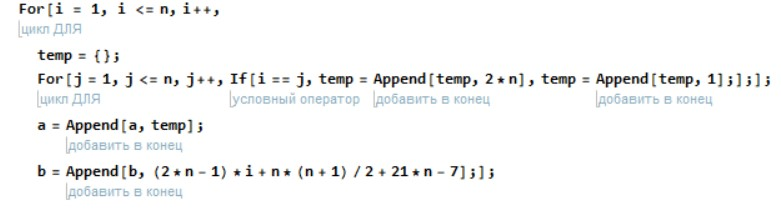 For[i = 1, i <= n, i++,
цикл ДЛЯ
temp = {};
For[j = 1, j <= n, j++, If[i == j, temp = Append[temp, 2*n], temp = Append[temp, 1];];];
цикл ДЛЯ условный оператор добавить в конец добавить в конец
a = Append[a, temp];
добавить в конец
b = Append[b, (2*n - 1) *i + n* (n + 1) / 2 + 21*n - 7];];
добавить в конец